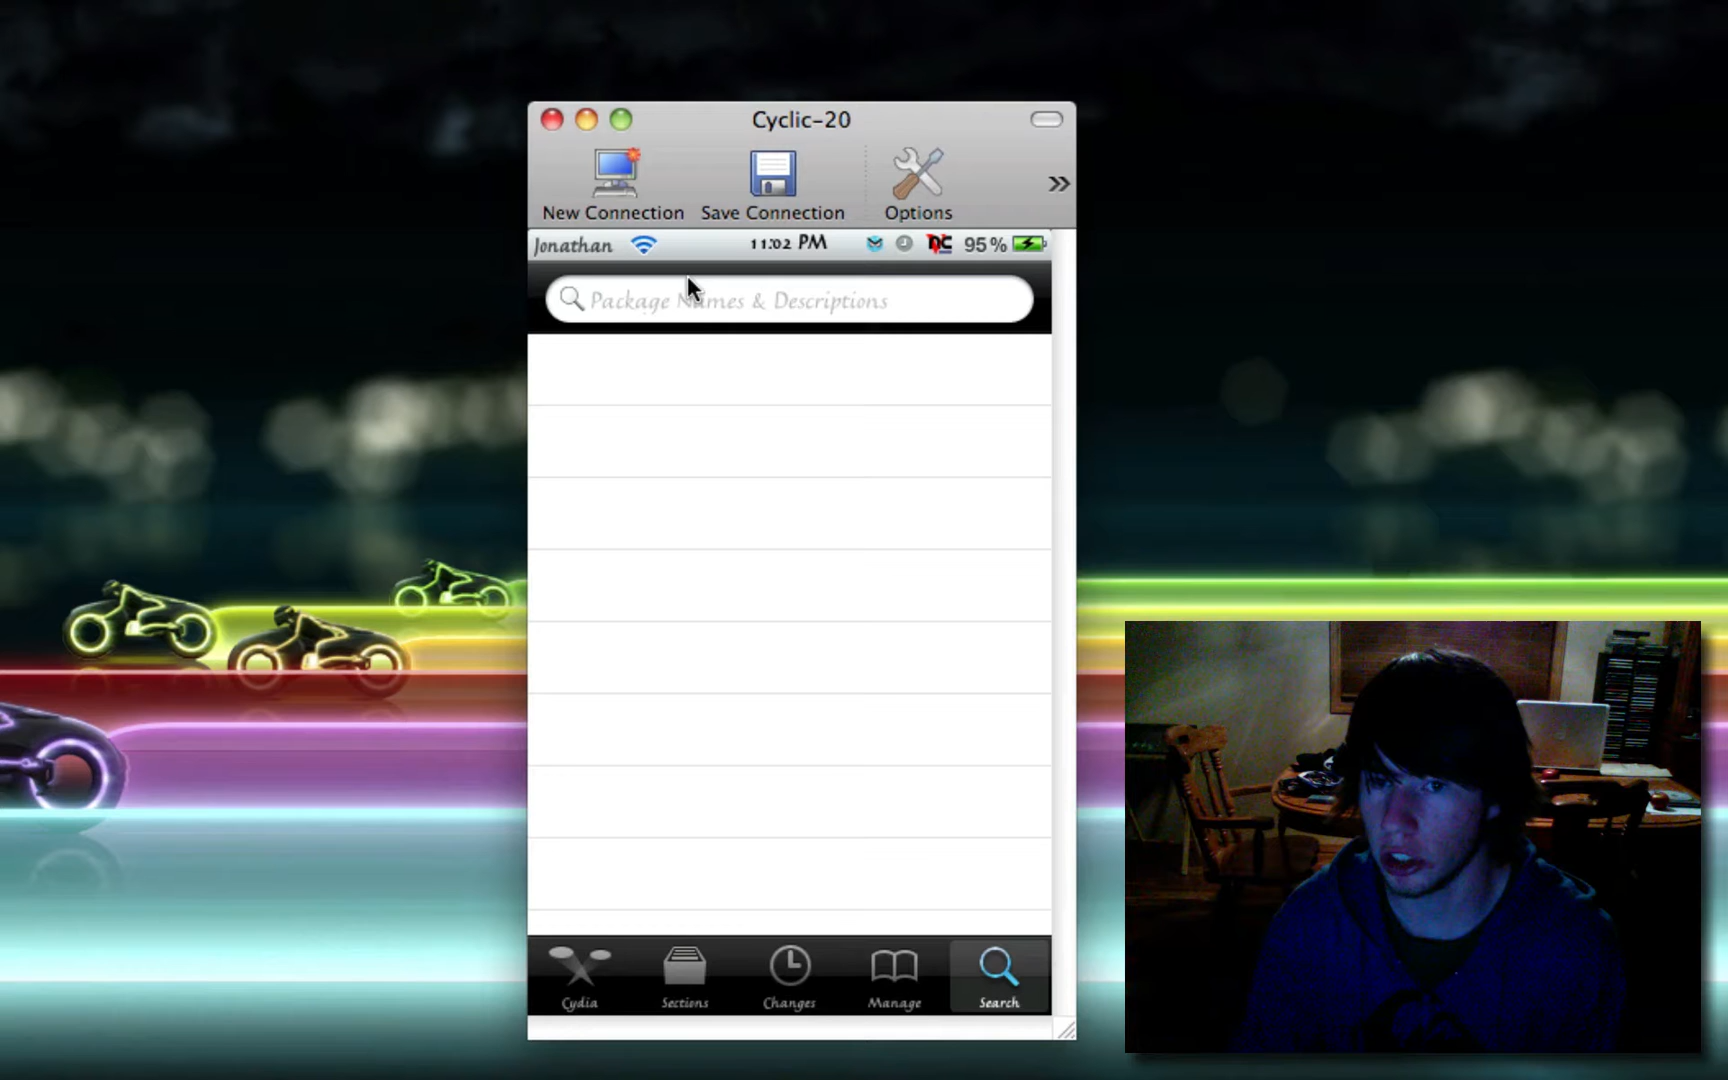 Cyclic-20
New Connection Save Connection Options
Jonathan 11:02 PM 95%
Package Names & Descriptions
Cydia Sections Changes Manage Search